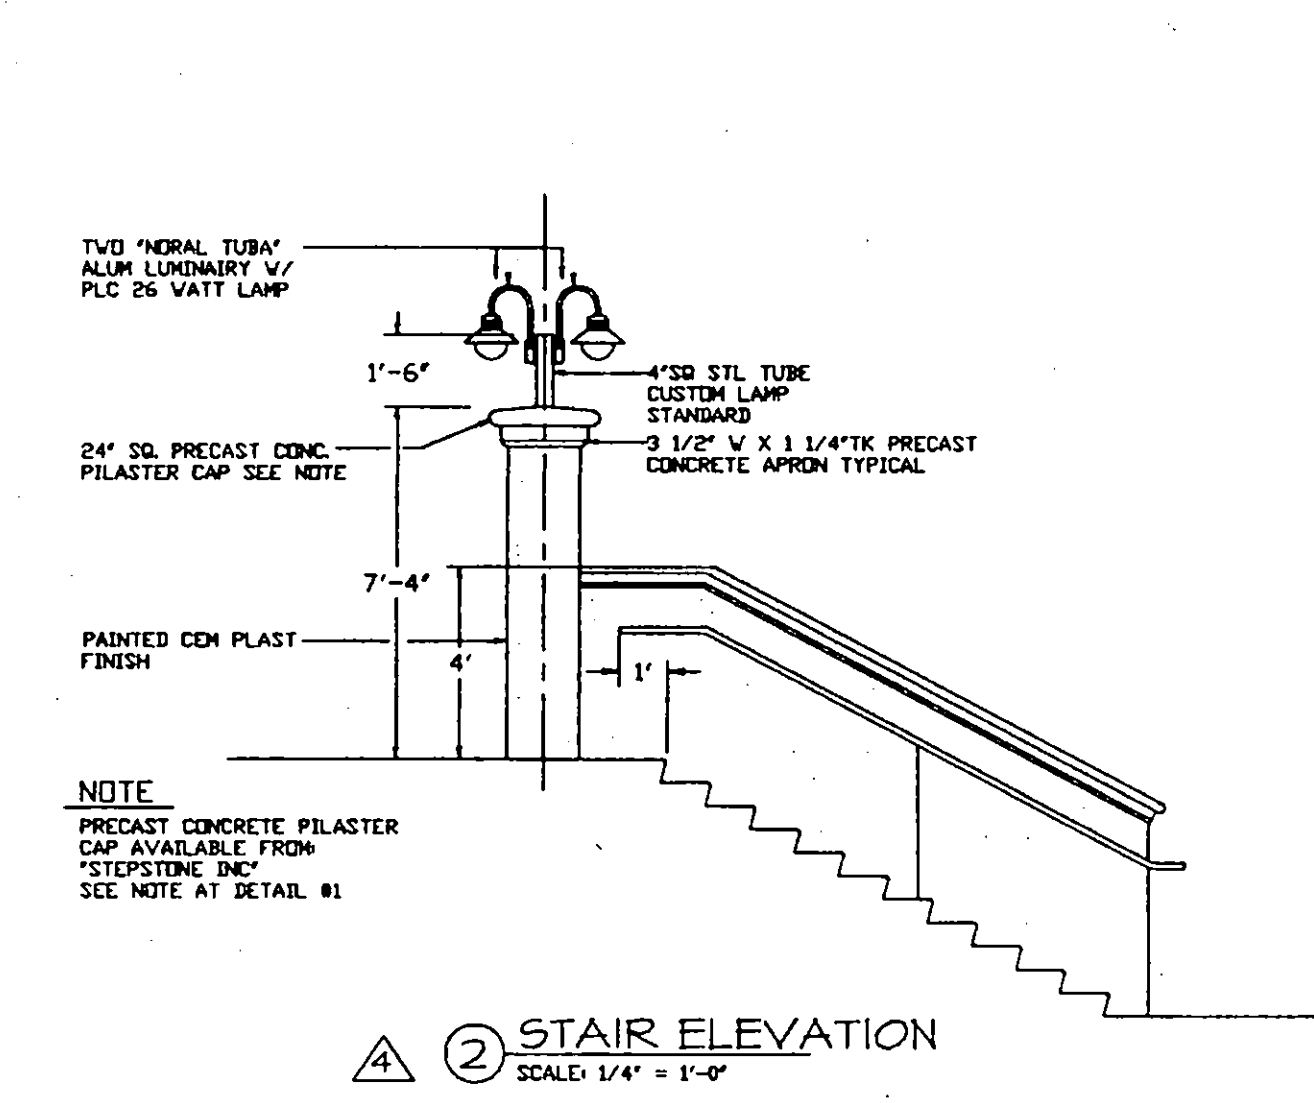 TWO "NORAL TUBA"
ALUM LUMINAIRY W/
PLC 26 WATT LAMP
1'-6"
4"SQ STL TUBE
CUSTOM LAMP
STANDARD
24" SQ. PRECAST CONC.
PILASTER CAP SEE NOTE
3 1/2" W X 1 1/4"TK PRECAST
CONCRETE APRON TYPICAL
7'-4"
PAINTED CEM PLAST
FINISH
4'
1'
NOTE
PRECAST CONCRETE PILASTER
CAP AVAILABLE FROM:
"STEPSTONE INC"
SEE NOTE AT DETAIL #1
4
2
STAIR ELEVATION
SCALE: 1/4" = 1'-0"